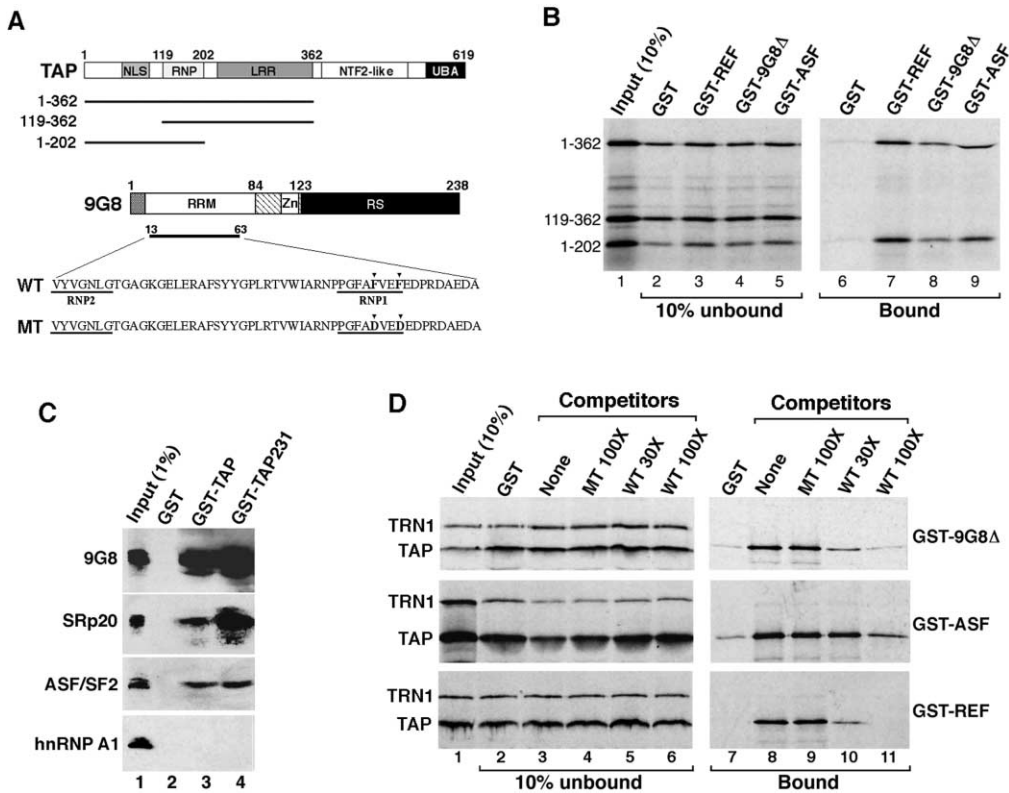 A
1 119 202 362 619
TAP NLS RNP LRR NTF2-like UBA
1-362
119-362
1-202
1 84 123 238
9G8 RRM Zn RS
13 63
WT VYVGNLGTGAGKGELERAFSYYGPLRTVWIARNPPGFAFVEFEDPRDAEDA
RNP2 RNP1
MT VYVGNLGTGAGKGELERAFSYYGPLRTVWIARNPPGFADVEDEDPRDAEDA
B
Input (10%) GST GST-REF GST-9G8Δ GST-ASF GST GST-REF GST-9G8Δ GST-ASF
1-362
119-362
1-202
1 2 3 4 5 6 7 8 9
10% unbound Bound
C
Input (1%) GST GST-TAP GST-TAP231
9G8
SRp20
ASF/SF2
hnRNP A1
1 2 3 4
D
Competitors Competitors
Input (10%) GST None MT 100X WT 30X WT 100X GST None MT 100X WT 30X WT 100X
TRN1
TAP
GST-9G8Δ
TRN1
TAP
GST-ASF
TRN1
TAP
GST-REF
1 2 3 4 5 6 7 8 9 10 11
10% unbound Bound